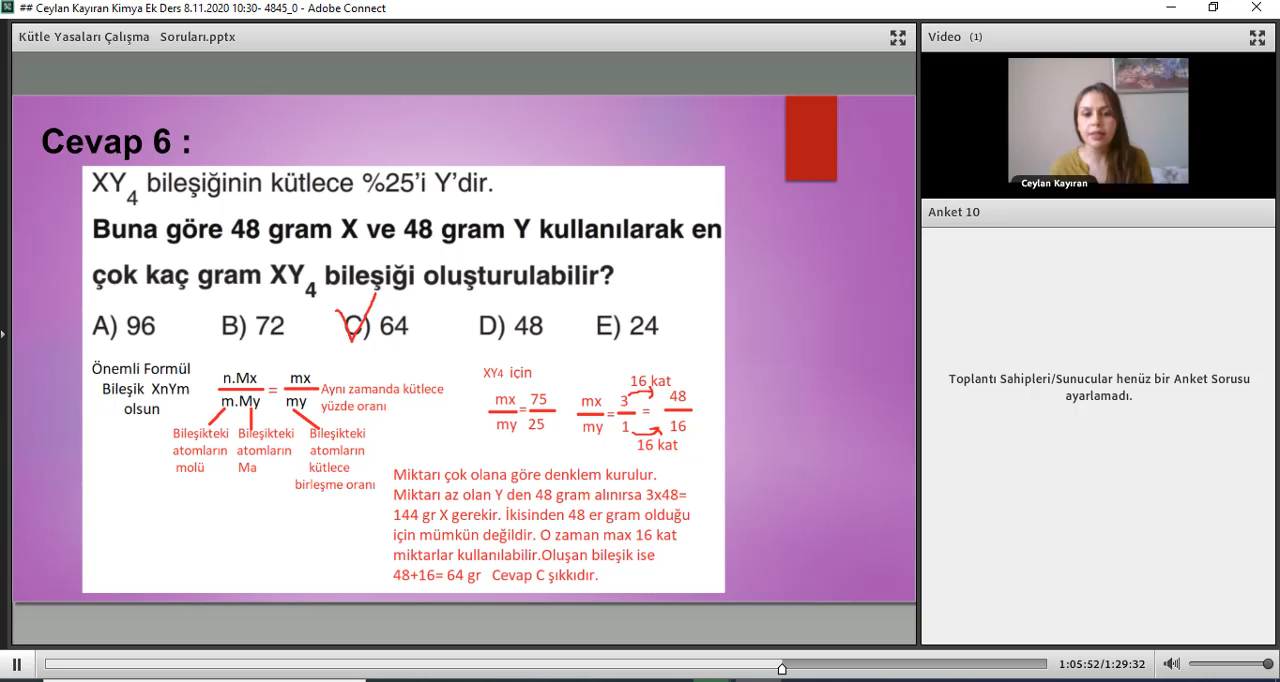 ## Ceylan Kayıran Kimya Ek Ders 8.11.2020 10:30- 4845_0 - Adobe Connect
Kütle Yasaları Çalışma Soruları.pptx
Cevap 6 :
XY4 bileşiğinin kütlece %25'i Y'dir.
Buna göre 48 gram X ve 48 gram Y kullanılarak en
çok kaç gram XY4 bileşiği oluşturulabilir?
A) 96 B) 72 C) 64 D) 48 E) 24
Önemli Formül
Bileşik XnYm
olsun
n.Mx
m.My
=
mx
my
Aynı zamanda kütlece
yüzde oranı
Bileşikteki
atomların
molü
Bileşikteki
atomların
Ma
Bileşikteki
atomların
kütlece
birleşme oranı
XY4 için
mx
my
=
75
25
mx
my
=
3
1
=
48
16
16 kat
16 kat
Miktarı çok olana göre denklem kurulur.
Miktarı az olan Y den 48 gram alınırsa 3x48=
144 gr X gerekir. İkisinden 48 er gram olduğu
için mümkün değildir. O zaman max 16 kat
miktarlar kullanılabilir.Oluşan bileşik ise
48+16= 64 gr Cevap C şıkkıdır.
Video (1)
Ceylan Kayıran
Anket 10
Toplantı Sahipleri/Sunucular henüz bir Anket Sorusu
ayarlamadı.
1:05:52/1:29:32